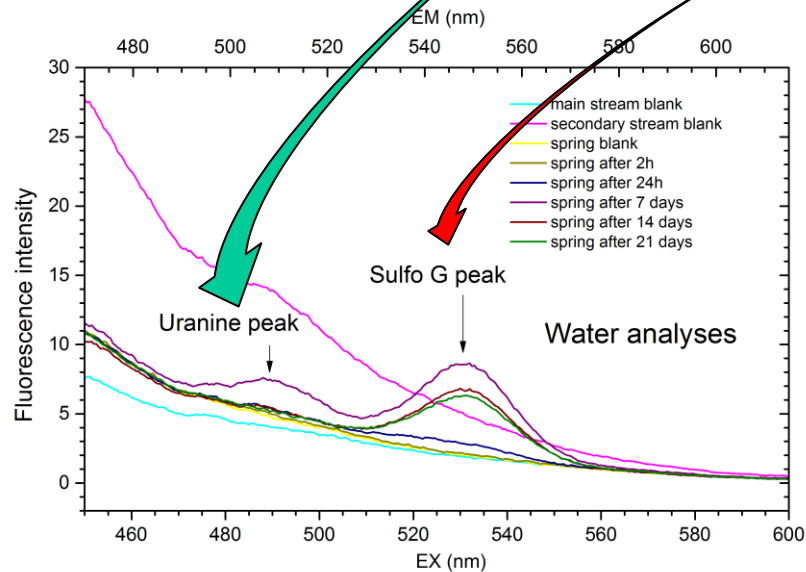 EM (nm)
480 500 520 540 560 580 600
30
25
20
15
10
5
0
Fluorescence intensity
main stream blank
secondary stream blank
spring blank
spring after 2h
spring after 24h
spring after 7 days
spring after 14 days
spring after 21 days
Sulfo G peak
Uranine peak
Water analyses
460 480 500 520 540 560 580 600
EX (nm)